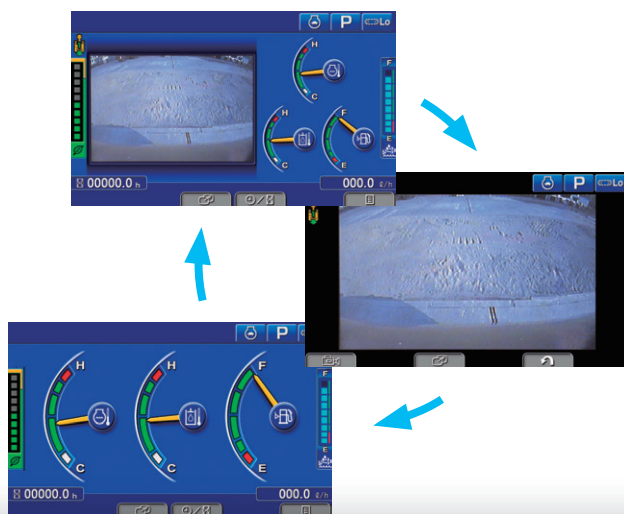 P Lo
H
H F
F
C
E
C E
00000.0 h 000.0 ℓ/h
P Lo
F
E
P
H H F
F
C C E
E
00000.0 h 000.0 ℓ/h